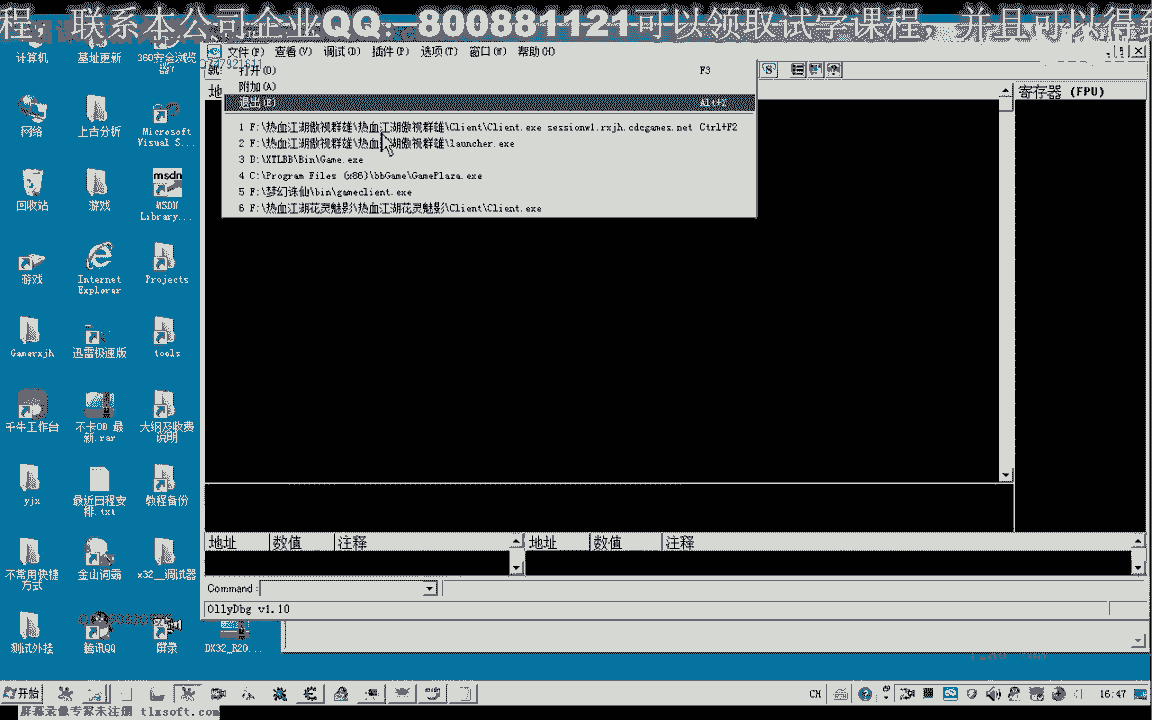 程，联系本公司企业QQ：800881121可以领取试学课程，并且可以得到
文件(F) 查看(V) 调试(D) 插件(P) 选项(T) 窗口(W) 帮助(H)
打开(O) F3
附加(A)
退出(E) Alt+X
1 F:\热血江湖傲视群雄\热血江湖傲视群雄\Client\Client.exe sessionw1.rxjh.cdcgames.net Ctrl+F2
2 F:\热血江湖傲视群雄\热血江湖傲视群雄\launcher.exe
3 D:\XTLBB\Bin\Game.exe
4 C:\Program Files (x86)\bbGame\GamePlaza.exe
5 F:\梦幻诛仙\bin\gameclient.exe
6 F:\热血江湖花灵魅影\热血江湖花灵魅影\Client\Client.exe
寄存器 (FPU)
计算机
基址更新
360安全浏览器7
网络
上古分析
Microsoft Visual S...
回收站
游戏
msdn
MSDN Library...
游戏
Internet Explorer
Projects
Gamerxjh
迅雷极速版
tools
千牛工作台
不卡OD 最新.rar
大纲及收费说明
yjx
最近日程安排.txt
教程备份
不常用快捷方式
金山词霸
x32__调试器
测试外挂
腾讯QQ
屏录
DX32_R20...
地址 数值 注释
地址 数值 注释
Command:
OllyDbg v1.10
开始
CH
16:47
屏幕录像专家未注册 tlxsoft.com